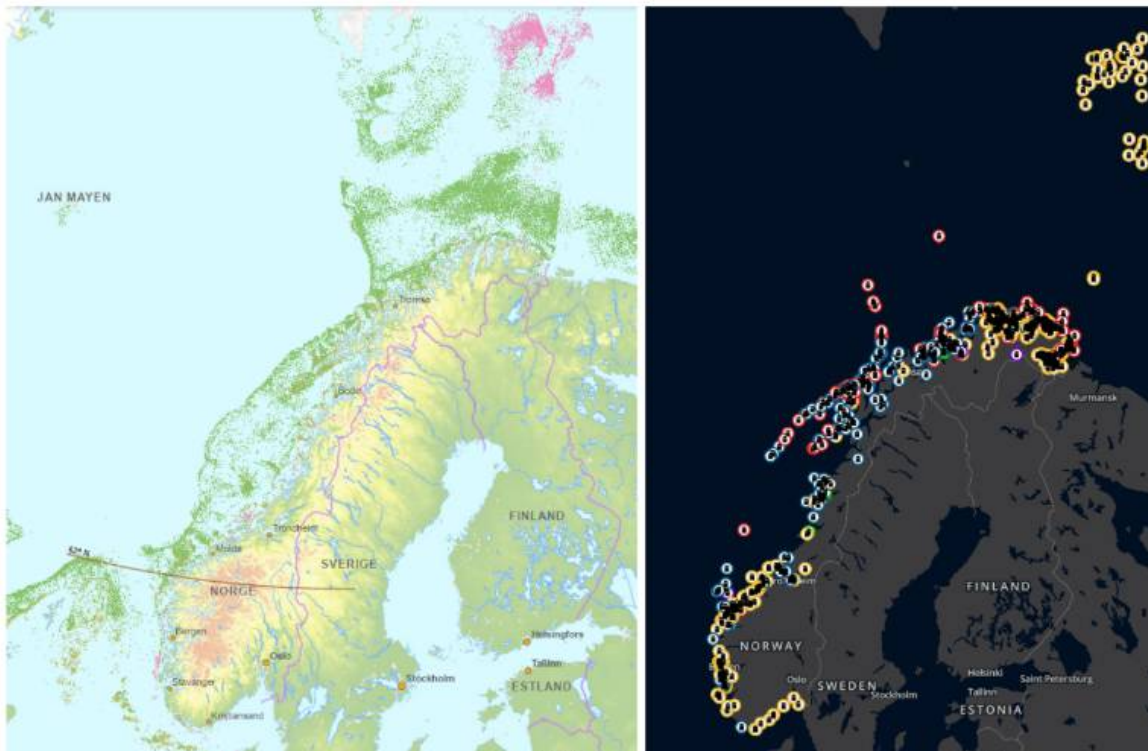 JAN MAYEN
Tromsø
Bodø
FINLAND
Trondheim
Molde
62° N
SVERIGE
NORGE
Bergen
Helsingfors
Oslo
Tallinn
Stavanger
Stockholm
ESTLAND
Kristiansand
Murmansk
FINLAND
NORWAY
Helsinki
Oslo
Saint Petersburg
SWEDEN
Stockholm
Tallinn
ESTONIA